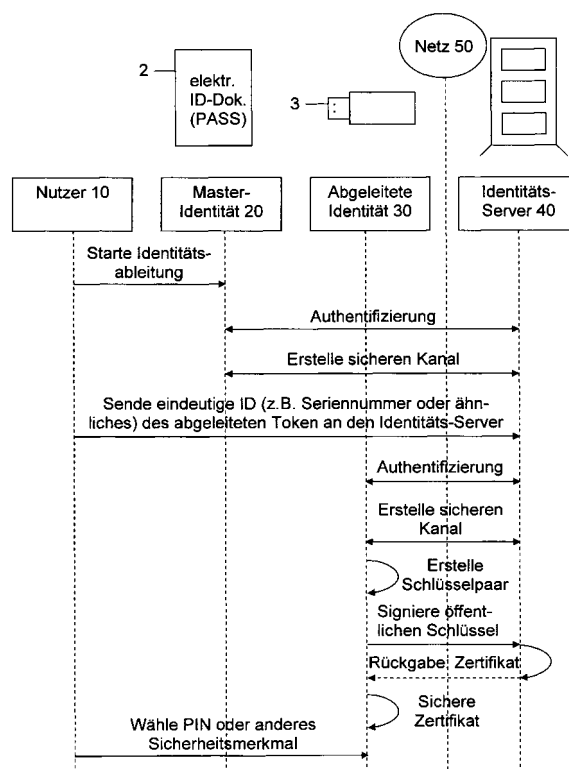 Netz 50
2
elektr.
ID-Dok.
(PASS)
3
Nutzer 10
Master-
Identität 20
Abgeleitete
Identität 30
Identitäts-
Server 40
Starte Identitäts-
ableitung
Authentifizierung
Erstelle sicheren Kanal
Sende eindeutige ID (z.B. Seriennummer oder ähn-
liches) des abgeleiteten Token an den Identitäts-Server
Authentifizierung
Erstelle sicheren
Kanal
Erstelle
Schlüsselpaar
Signiere öffent-
lichen Schlüssel
Rückgabe: Zertifikat
Sichere
Zertifikat
Wähle PIN oder anderes
Sicherheitsmerkmal